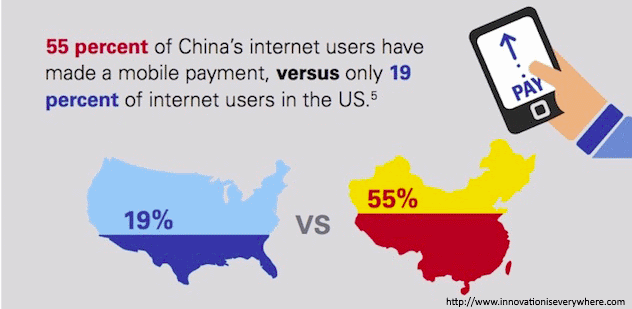 55 percent of China's internet users have
made a mobile payment, versus only 19
percent of internet users in the US.5
PAY
19%
VS
55%
http://www.innovationiseverywhere.com